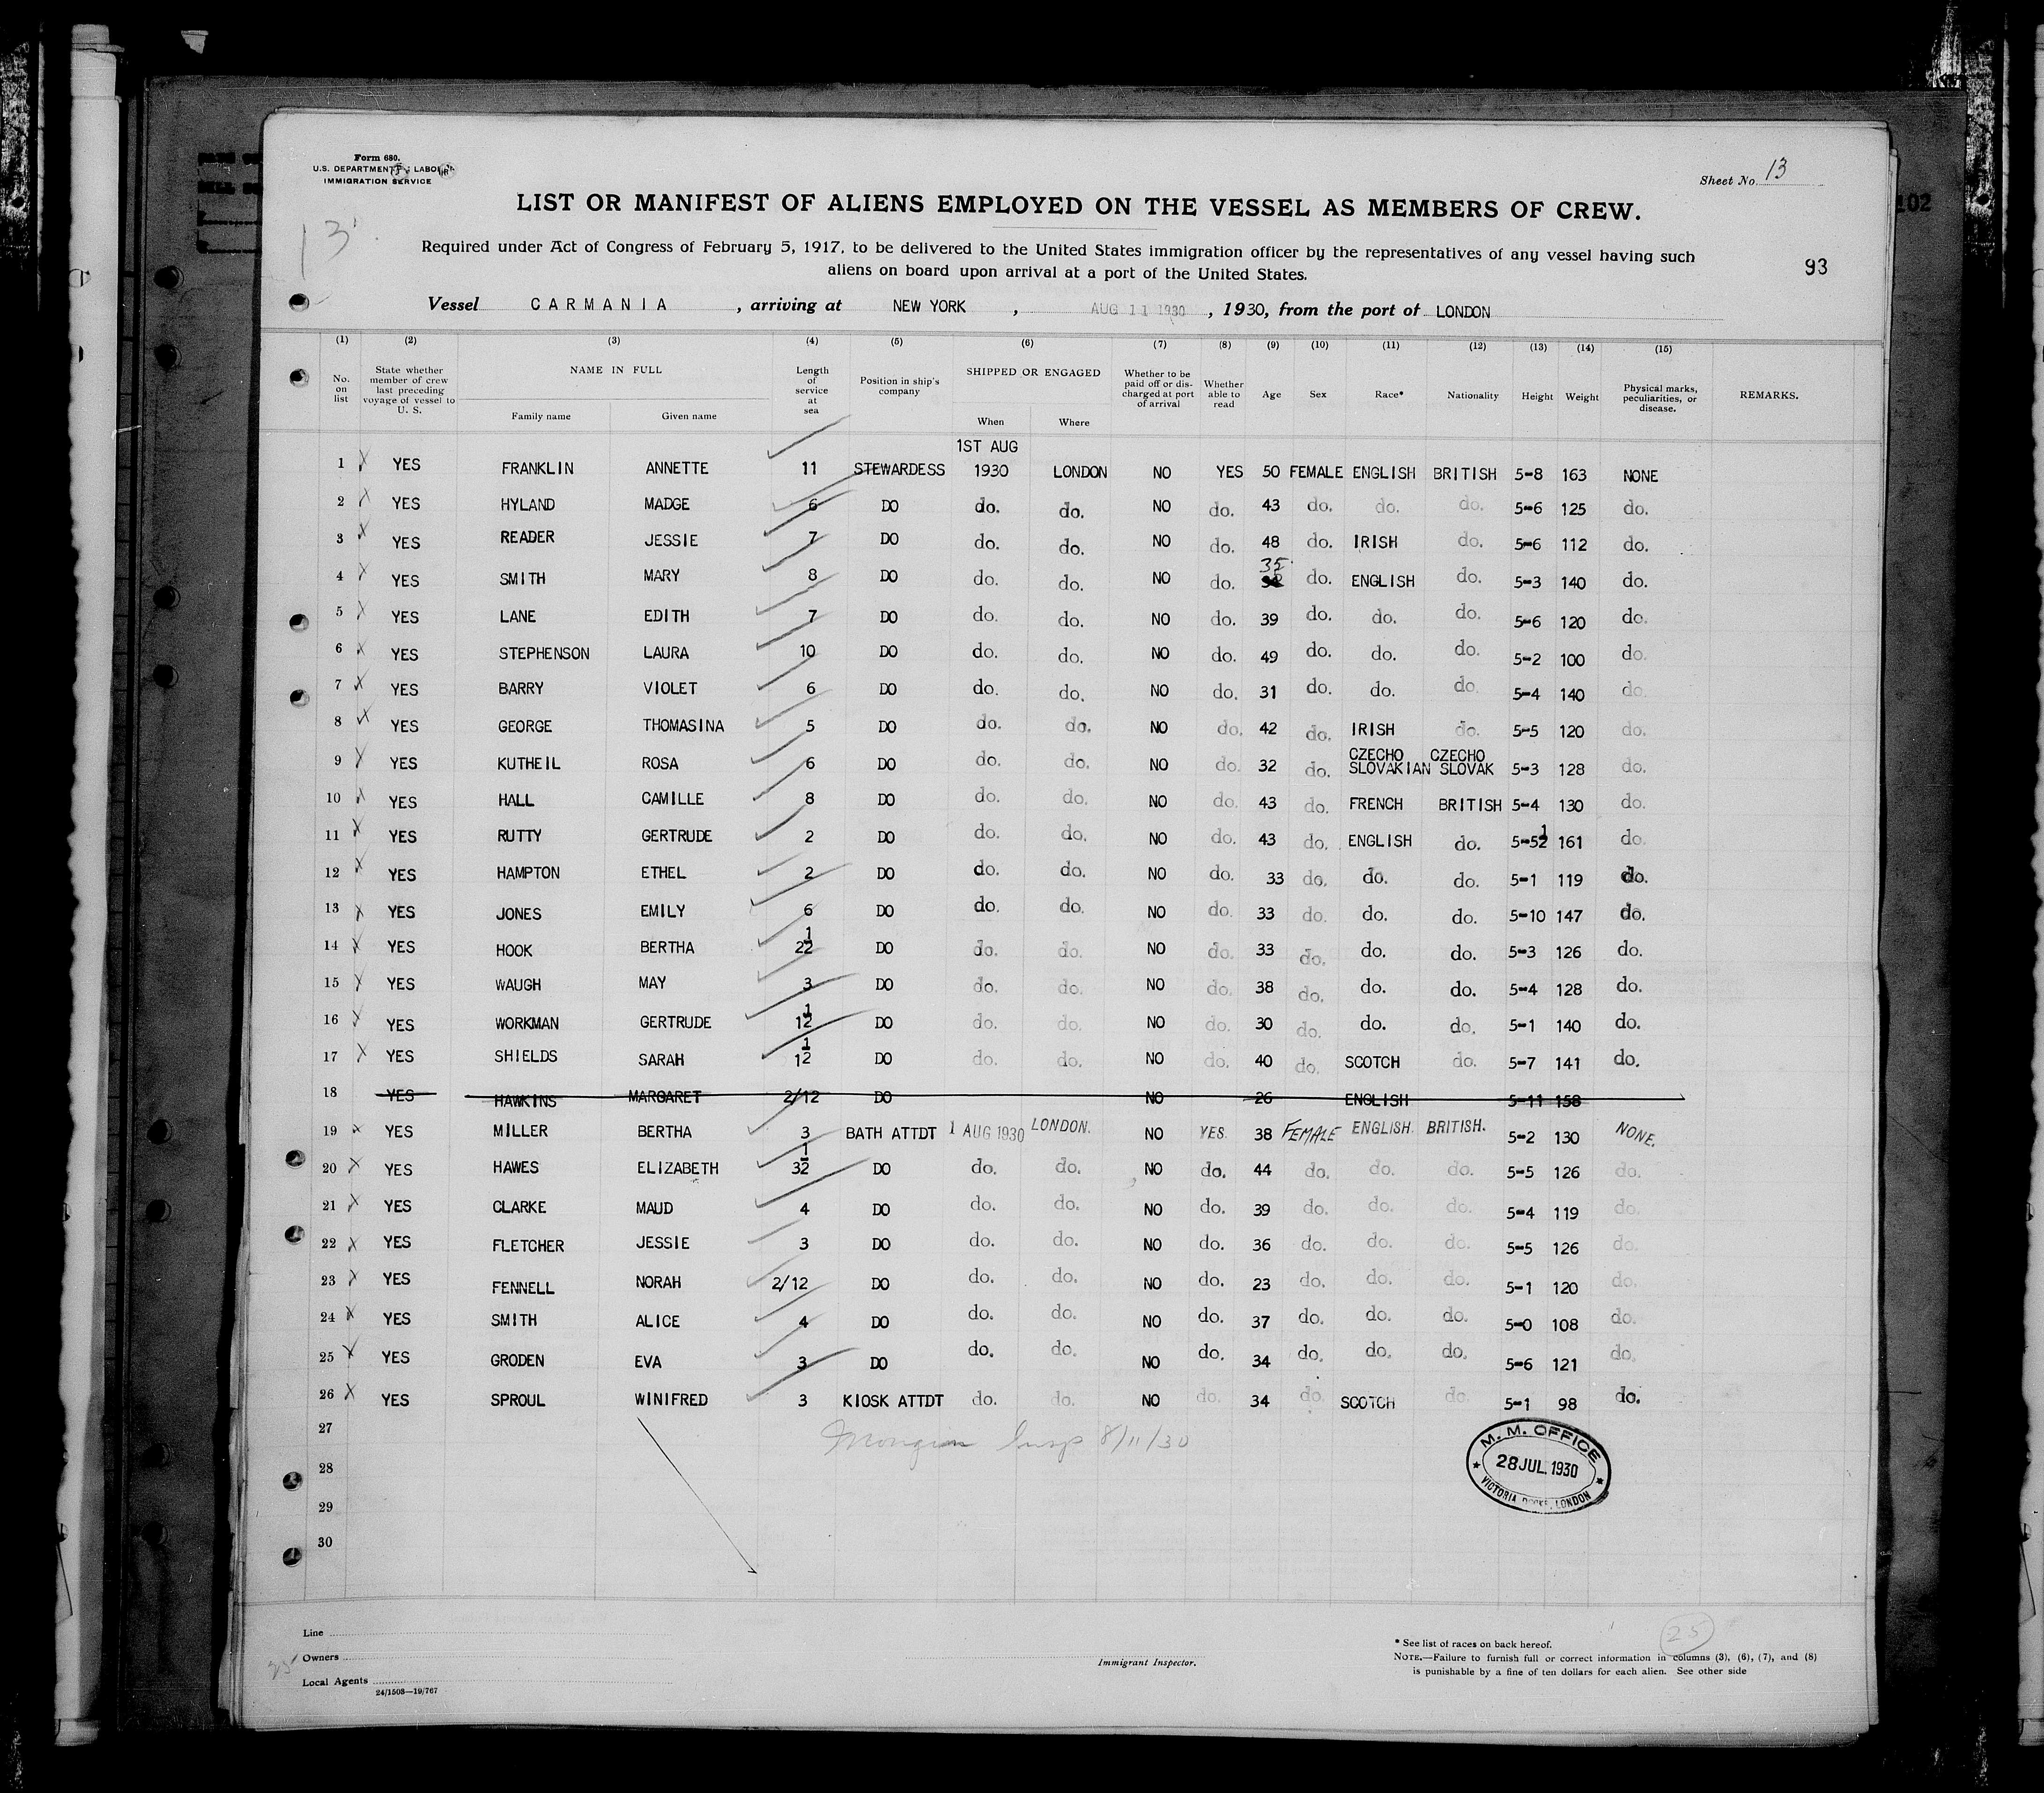 Form 680.
U.S. DEPARTMENT OF LABOR
IMMIGRATION SERVICE
Sheet No. 13
13
LIST OR MANIFEST OF ALIENS EMPLOYED ON THE VESSEL AS MEMBERS OF CREW.
102
Required under Act of Congress of February 5, 1917, to be delivered to the United States immigration officer by the representatives of any vessel having such
aliens on board upon arrival at a port of the United States.
93
Vessel CARMANIA , arriving at NEW YORK , AUG 11 1930 , 1930, from the port of LONDON
(1) (2) (3) (4) (5) (6) (7) (8) (9) (10) (11) (12) (13) (14) (15)
No. on list State whether member of crew last preceding voyage of vessel to U. S. NAME IN FULL Family name Given name Length of service at sea Position in ship's company SHIPPED OR ENGAGED When Where Whether to be paid off or discharged at port of arrival Whether able to read Age Sex Race* Nationality Height Weight Physical marks, peculiarities, or disease. REMARKS.
1ST AUG
1 YES FRANKLIN ANNETTE 11 STEWARDESS 1930 LONDON NO YES 50 FEMALE ENGLISH BRITISH 5-8 163 NONE
2 YES HYLAND MADGE 6 DO do. do. NO do. 43 do. do. do. 5-6 125 do.
3 YES READER JESSIE 7 DO do. do. NO do. 48 do. IRISH do. 5-6 112 do.
4 YES SMITH MARY 8 DO do. do. NO do. 35 do. ENGLISH do. 5-3 140 do.
5 YES LANE EDITH 7 DO do. do. NO do. 39 do. do. do. 5-6 120 do.
6 YES STEPHENSON LAURA 10 DO do. do. NO do. 49 do. do. do. 5-2 100 do.
7 YES BARRY VIOLET 6 DO do. do. NO do. 31 do. do. do. 5-4 140 do.
8 YES GEORGE THOMASINA 5 DO do. do. NO do. 42 do. IRISH do. 5-5 120 do.
9 YES KUTHEIL ROSA 6 DO do. do. NO do. 32 do. CZECHO SLOVAKIAN CZECHO SLOVAK 5-3 128 do.
10 YES HALL CAMILLE 8 DO do. do. NO do. 43 do. FRENCH BRITISH 5-4 130 do.
11 YES RUTTY GERTRUDE 2 DO do. do. NO do. 43 do. ENGLISH do. 5-5½ 161 do.
12 YES HAMPTON ETHEL 2 DO do. do. NO do. 33 do. do. do. 5-1 119 do.
13 YES JONES EMILY 6 DO do. do. NO do. 33 do. do. do. 5-10 147 do.
14 YES HOOK BERTHA 2½ DO do. do. NO do. 33 do. do. do. 5-3 126 do.
15 YES WAUGH MAY 3 DO do. do. NO do. 38 do. do. do. 5-4 128 do.
16 YES WORKMAN GERTRUDE 1½ DO do. do. NO do. 30 do. do. do. 5-1 140 do.
17 YES SHIELDS SARAH 1½ DO do. do. NO do. 40 do. SCOTCH do. 5-7 141 do.
18 YES HAWKINS MARGARET 2/12 DO NO 26 ENGLISH 5-11 158
19 YES MILLER BERTHA 3 BATH ATTDT 1 AUG 1930 LONDON. NO YES. 38 FEMALE ENGLISH. BRITISH. 5-2 130 NONE.
20 YES HAWES ELIZABETH 3½ DO do. do. NO do. 44 do. do. do. 5-5 126 do.
21 YES CLARKE MAUD 4 DO do. do. NO do. 39 do. do. do. 5-4 119 do.
22 YES FLETCHER JESSIE 3 DO do. do. NO do. 36 do. do. do. 5-5 126 do.
23 YES FENNELL NORAH 2/12 DO do. do. NO do. 23 do. do. do. 5-1 120 do.
24 YES SMITH ALICE 4 DO do. do. NO do. 37 do. do. do. 5-0 108 do.
25 YES GRODEN EVA 3 DO do. do. NO do. 34 do. do. do. 5-6 121 do.
26 YES SPROUL WINIFRED 3 KIOSK ATTDT do. do. NO do. 34 do. SCOTCH do. 5-1 98 do.
27
Insp 8/11/30
28
29
30
M. M. OFFICE
28 JUL. 1930
VICTORIA DOCKS, LONDON
Line
Owners
Local Agents
24/1508—19/767
Immigrant Inspector.
25
* See list of races on back hereof.
NOTE.—Failure to furnish full or correct information in columns (3), (6), (7), and (8)
is punishable by a fine of ten dollars for each alien. See other side